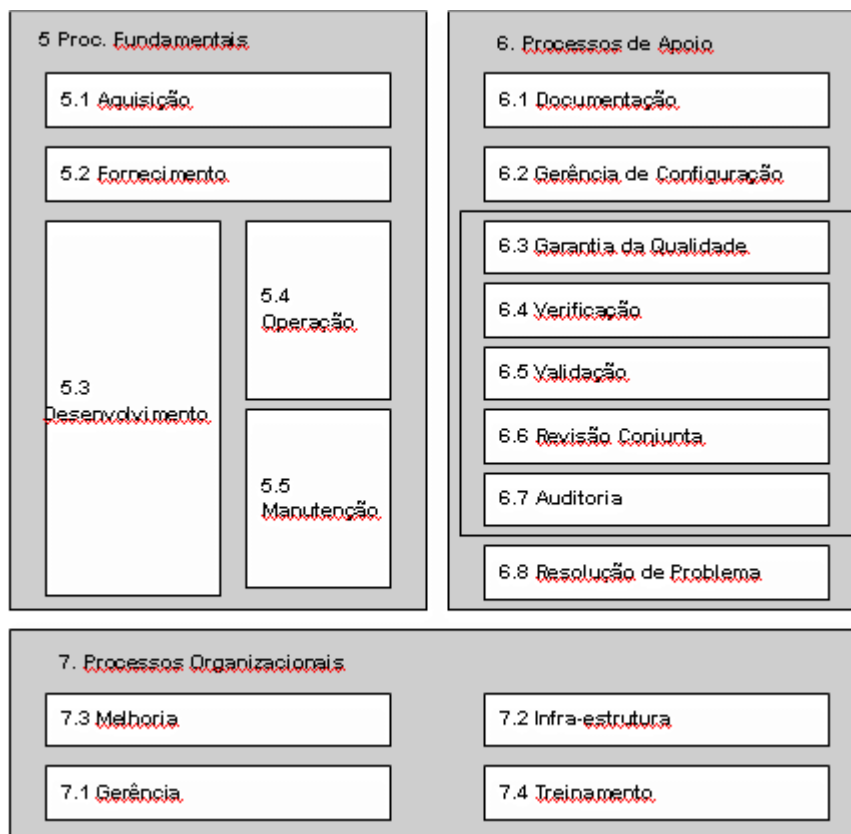 5 Proc. Fundamentais
5.1 Aquisição
5.2 Fornecimento
5.3
Desenvolvimento
5.4
Operação
5.5
Manutenção
6. Processos de Apoio
6.1 Documentação
6.2 Gerência de Configuração
6.3 Garantia da Qualidade
6.4 Verificação
6.5 Validação
6.6 Revisão Conjunta
6.7 Auditoria
6.8 Resolução de Problema
7. Processos Organizacionais
7.3 Melhoria
7.2 Infra-estrutura
7.1 Gerência
7.4 Treinamento